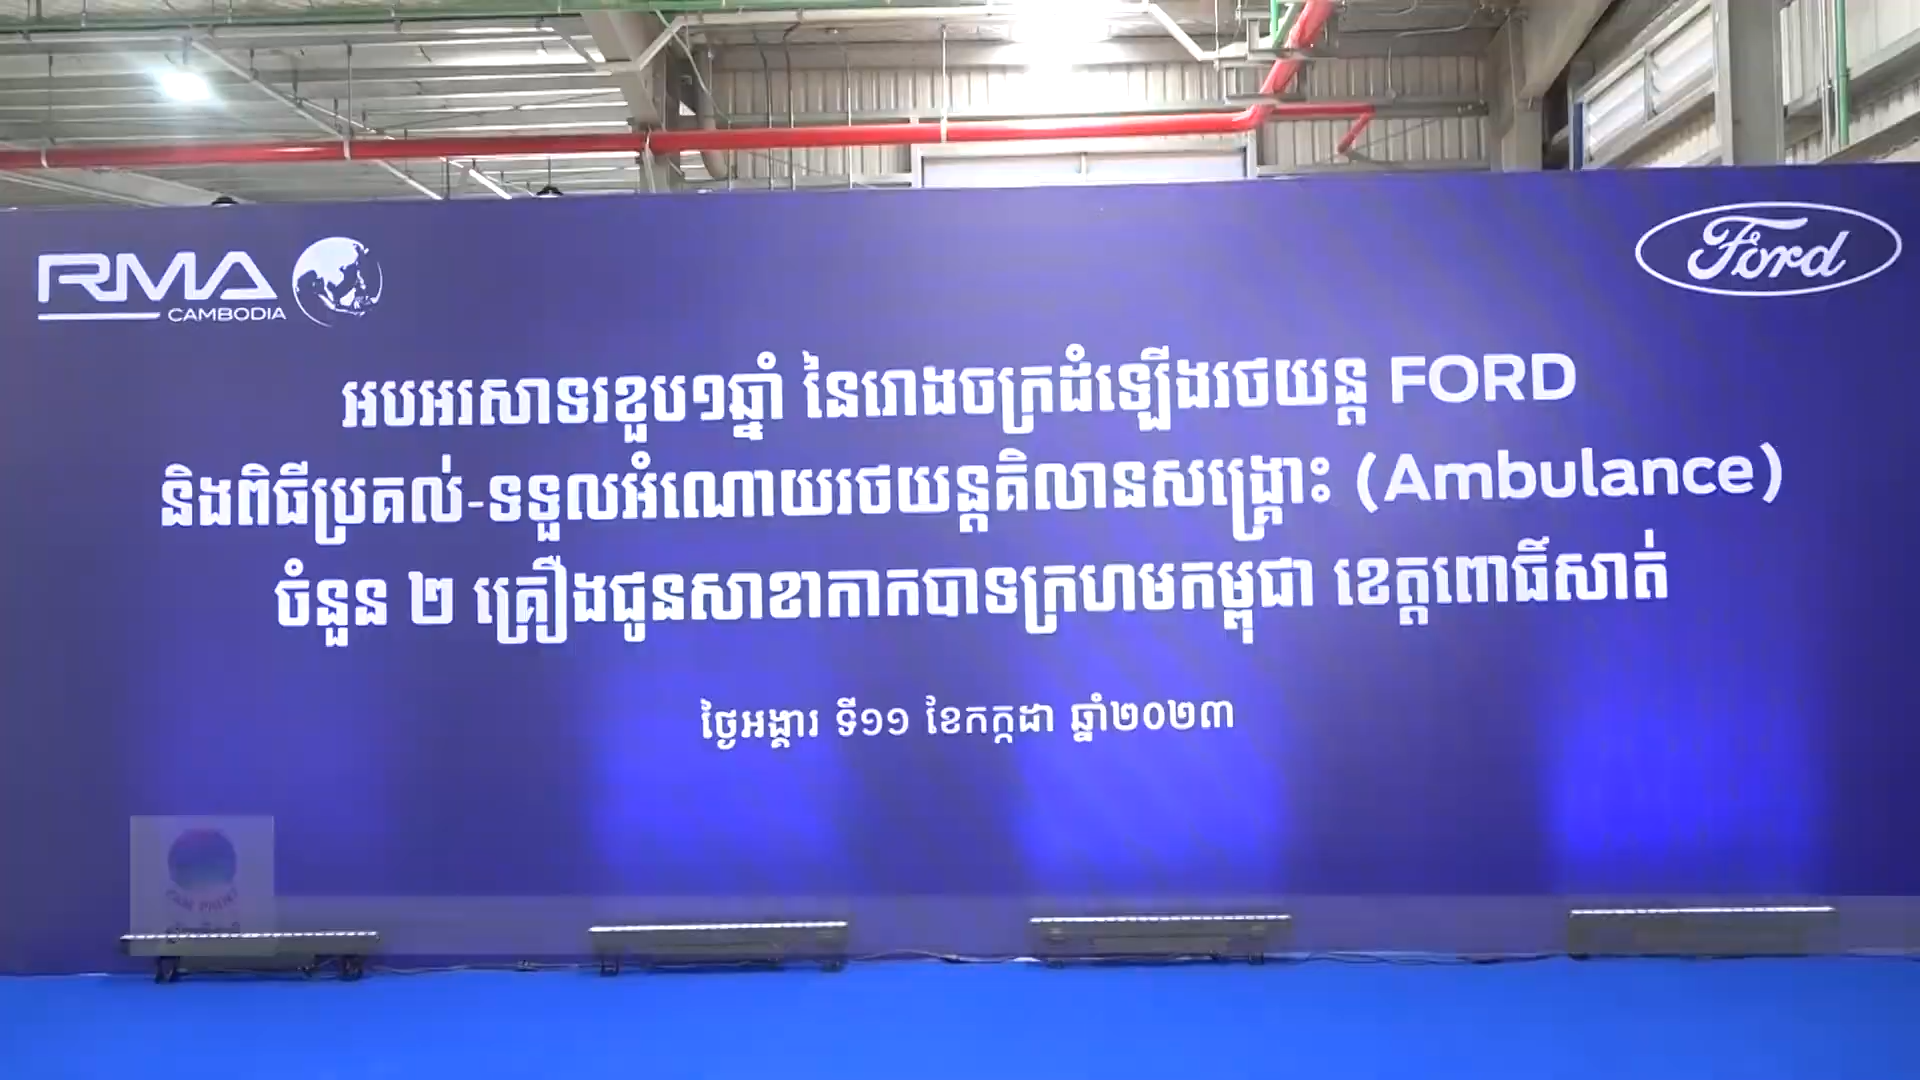 RMA
CAMBODIA
Ford
អបអរសាទរខួប១ឆ្នាំ នៃរោងចក្រដំឡើងរថយន្ត FORD
និងពិធីប្រគល់-ទទួលអំណោយរថយន្តគិលានសង្គ្រោះ (Ambulance)
ចំនួន ២ គ្រឿងជូនសាខាកាកបាទក្រហមកម្ពុជា ខេត្តពោធិ៍សាត់
ថ្ងៃអង្គារ ទី១១ ខែកក្កដា ឆ្នាំ២០២៣